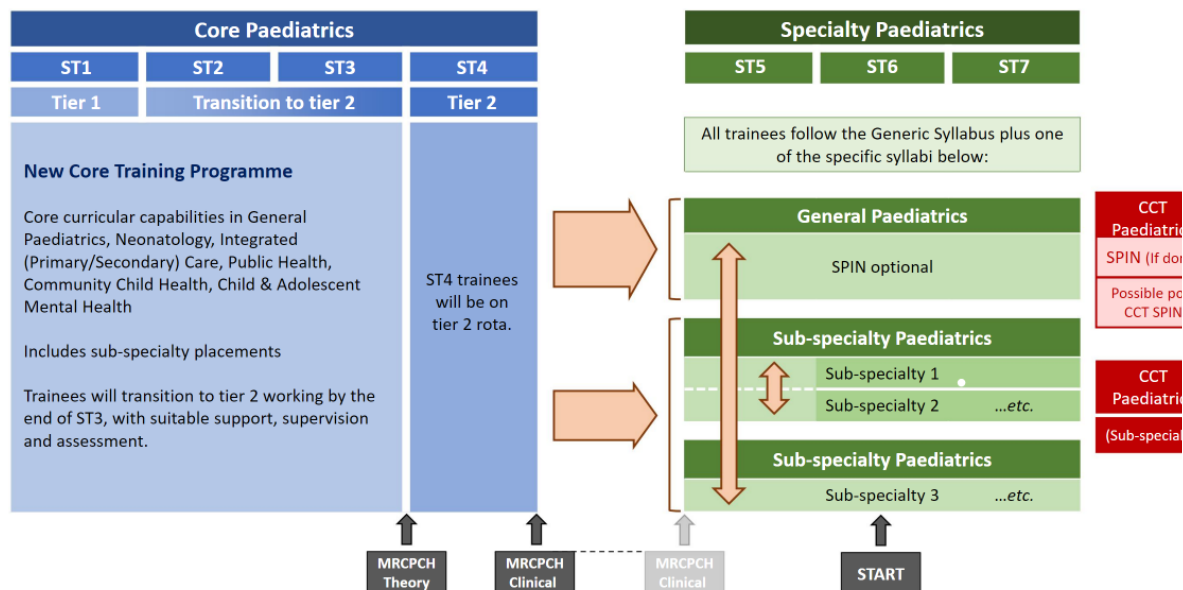 Core Paediatrics
ST1
ST2
ST3
ST4
Tier 1
Transition to tier 2
Tier 2
New Core Training Programme
Core curricular capabilities in General
Paediatrics, Neonatology, Integrated
(Primary/Secondary) Care, Public Health,
Community Child Health, Child & Adolescent
Mental Health
Includes sub-specialty placements
Trainees will transition to tier 2 working by the
end of ST3, with suitable support, supervision
and assessment.
ST4 trainees
will be on
tier 2 rota.
Specialty Paediatrics
ST5
ST6
ST7
All trainees follow the Generic Syllabus plus one
of the specific syllabi below:
General Paediatrics
SPIN optional
Sub-specialty Paediatrics
Sub-specialty 1
Sub-specialty 2 ...etc.
Sub-specialty Paediatrics
Sub-specialty 3 ...etc.
CCT
SPIN (If
Possible
CCT SPIN
CCT
MRCPCH
Theory
MRCPCH
Clinical
MRCPCH
Clinical
START